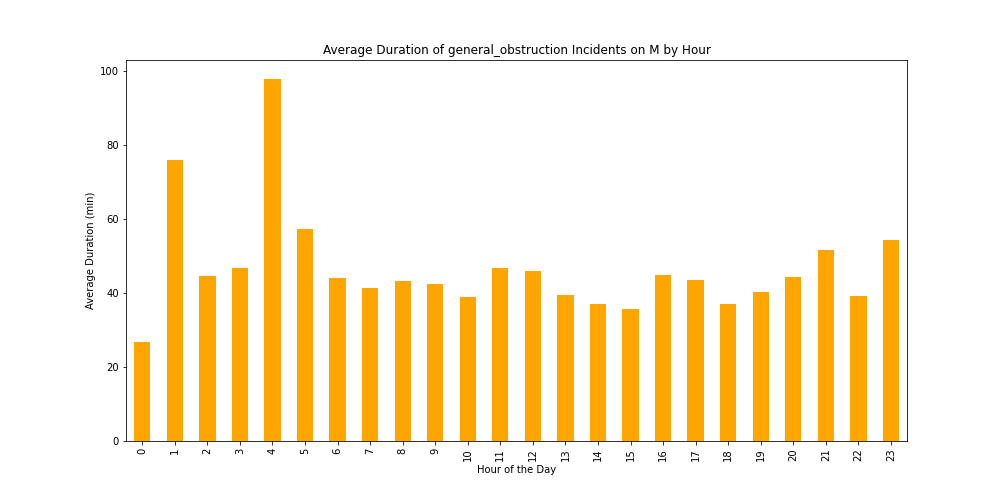 Average Duration of general_obstruction Incidents on M by Hour
100
80
60
40
20
0
Average Duration (min)
0 1 2 3 4 5 6 7 8 9 10 11 12 13 14 15 16 17 18 19 20 21 22 23
Hour of the Day